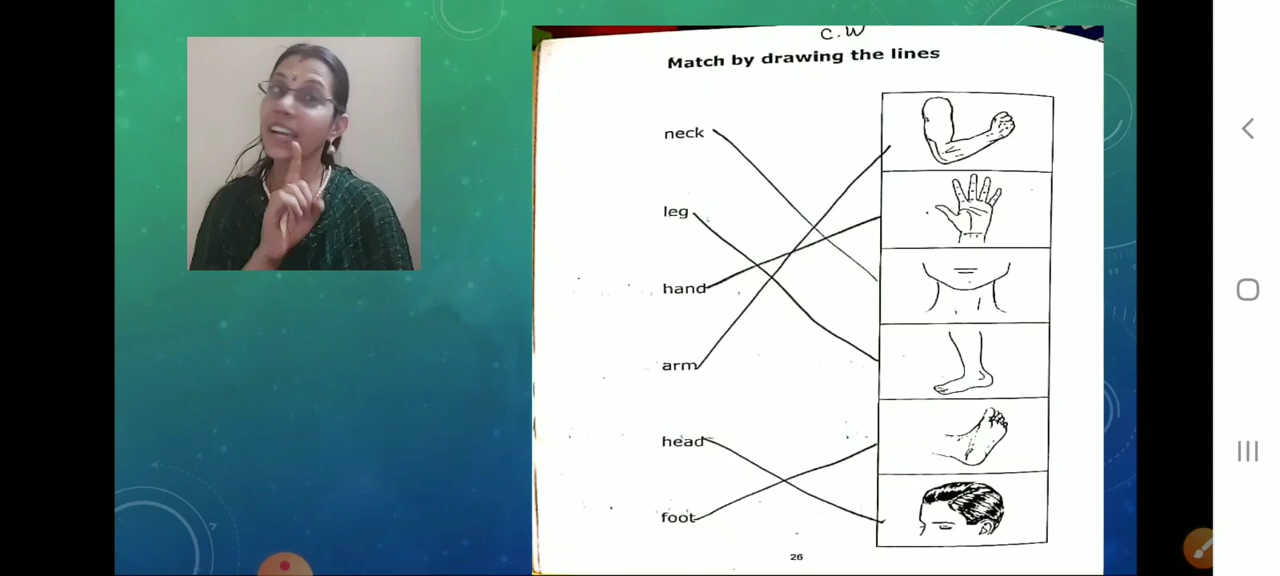 C.W
Match by drawing the lines
neck
leg
hand
arm
head
foot
26